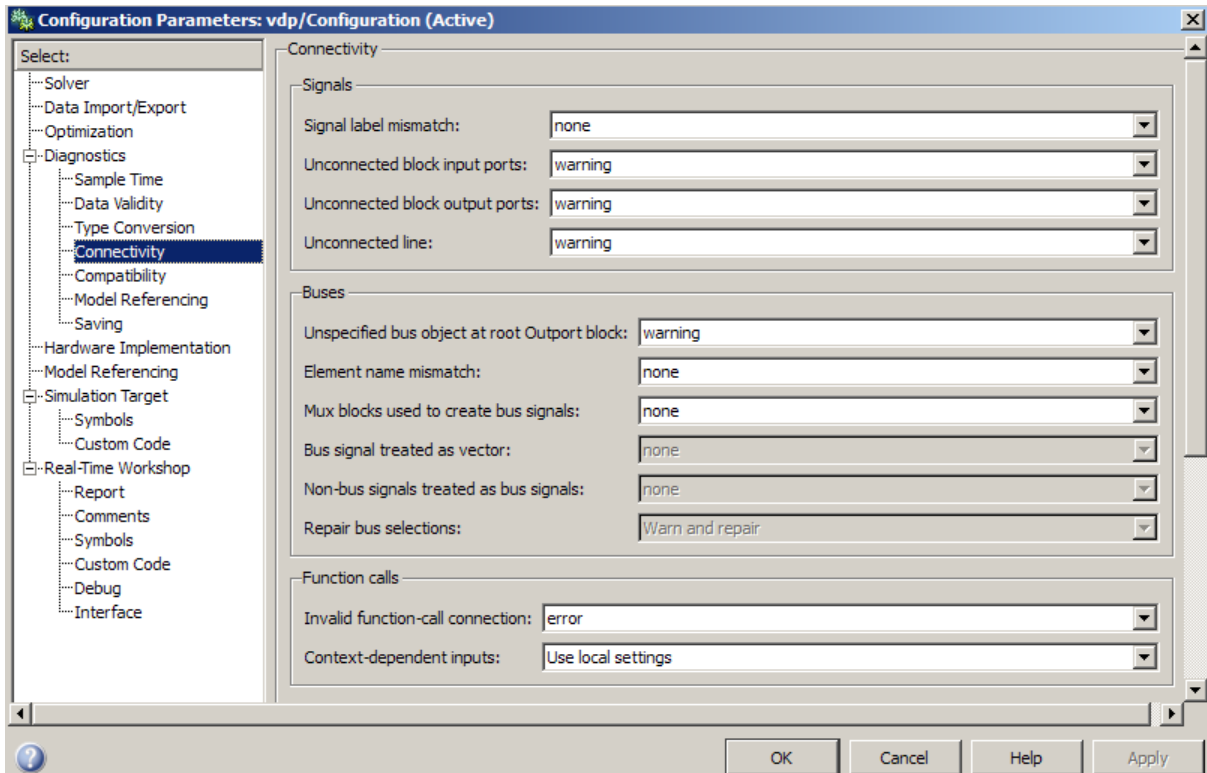 Configuration Parameters: vdp/Configuration (Active)
Select:
Solver
Data Import/Export
Optimization
Diagnostics
Sample Time
Data Validity
Type Conversion
Connectivity
Compatibility
Model Referencing
Saving
Hardware Implementation
Model Referencing
Simulation Target
Symbols
Custom Code
Real-Time Workshop
Report
Comments
Symbols
Custom Code
Debug
Interface
Connectivity
Signals
Signal label mismatch: none
Unconnected block input ports: warning
Unconnected block output ports: warning
Unconnected line: warning
Buses
Unspecified bus object at root Outport block: warning
Element name mismatch: none
Mux blocks used to create bus signals: none
Bus signal treated as vector: none
Non-bus signals treated as bus signals: none
Repair bus selections: Warn and repair
Function calls
Invalid function-call connection: error
Context-dependent inputs: Use local settings
OK Cancel Help Apply